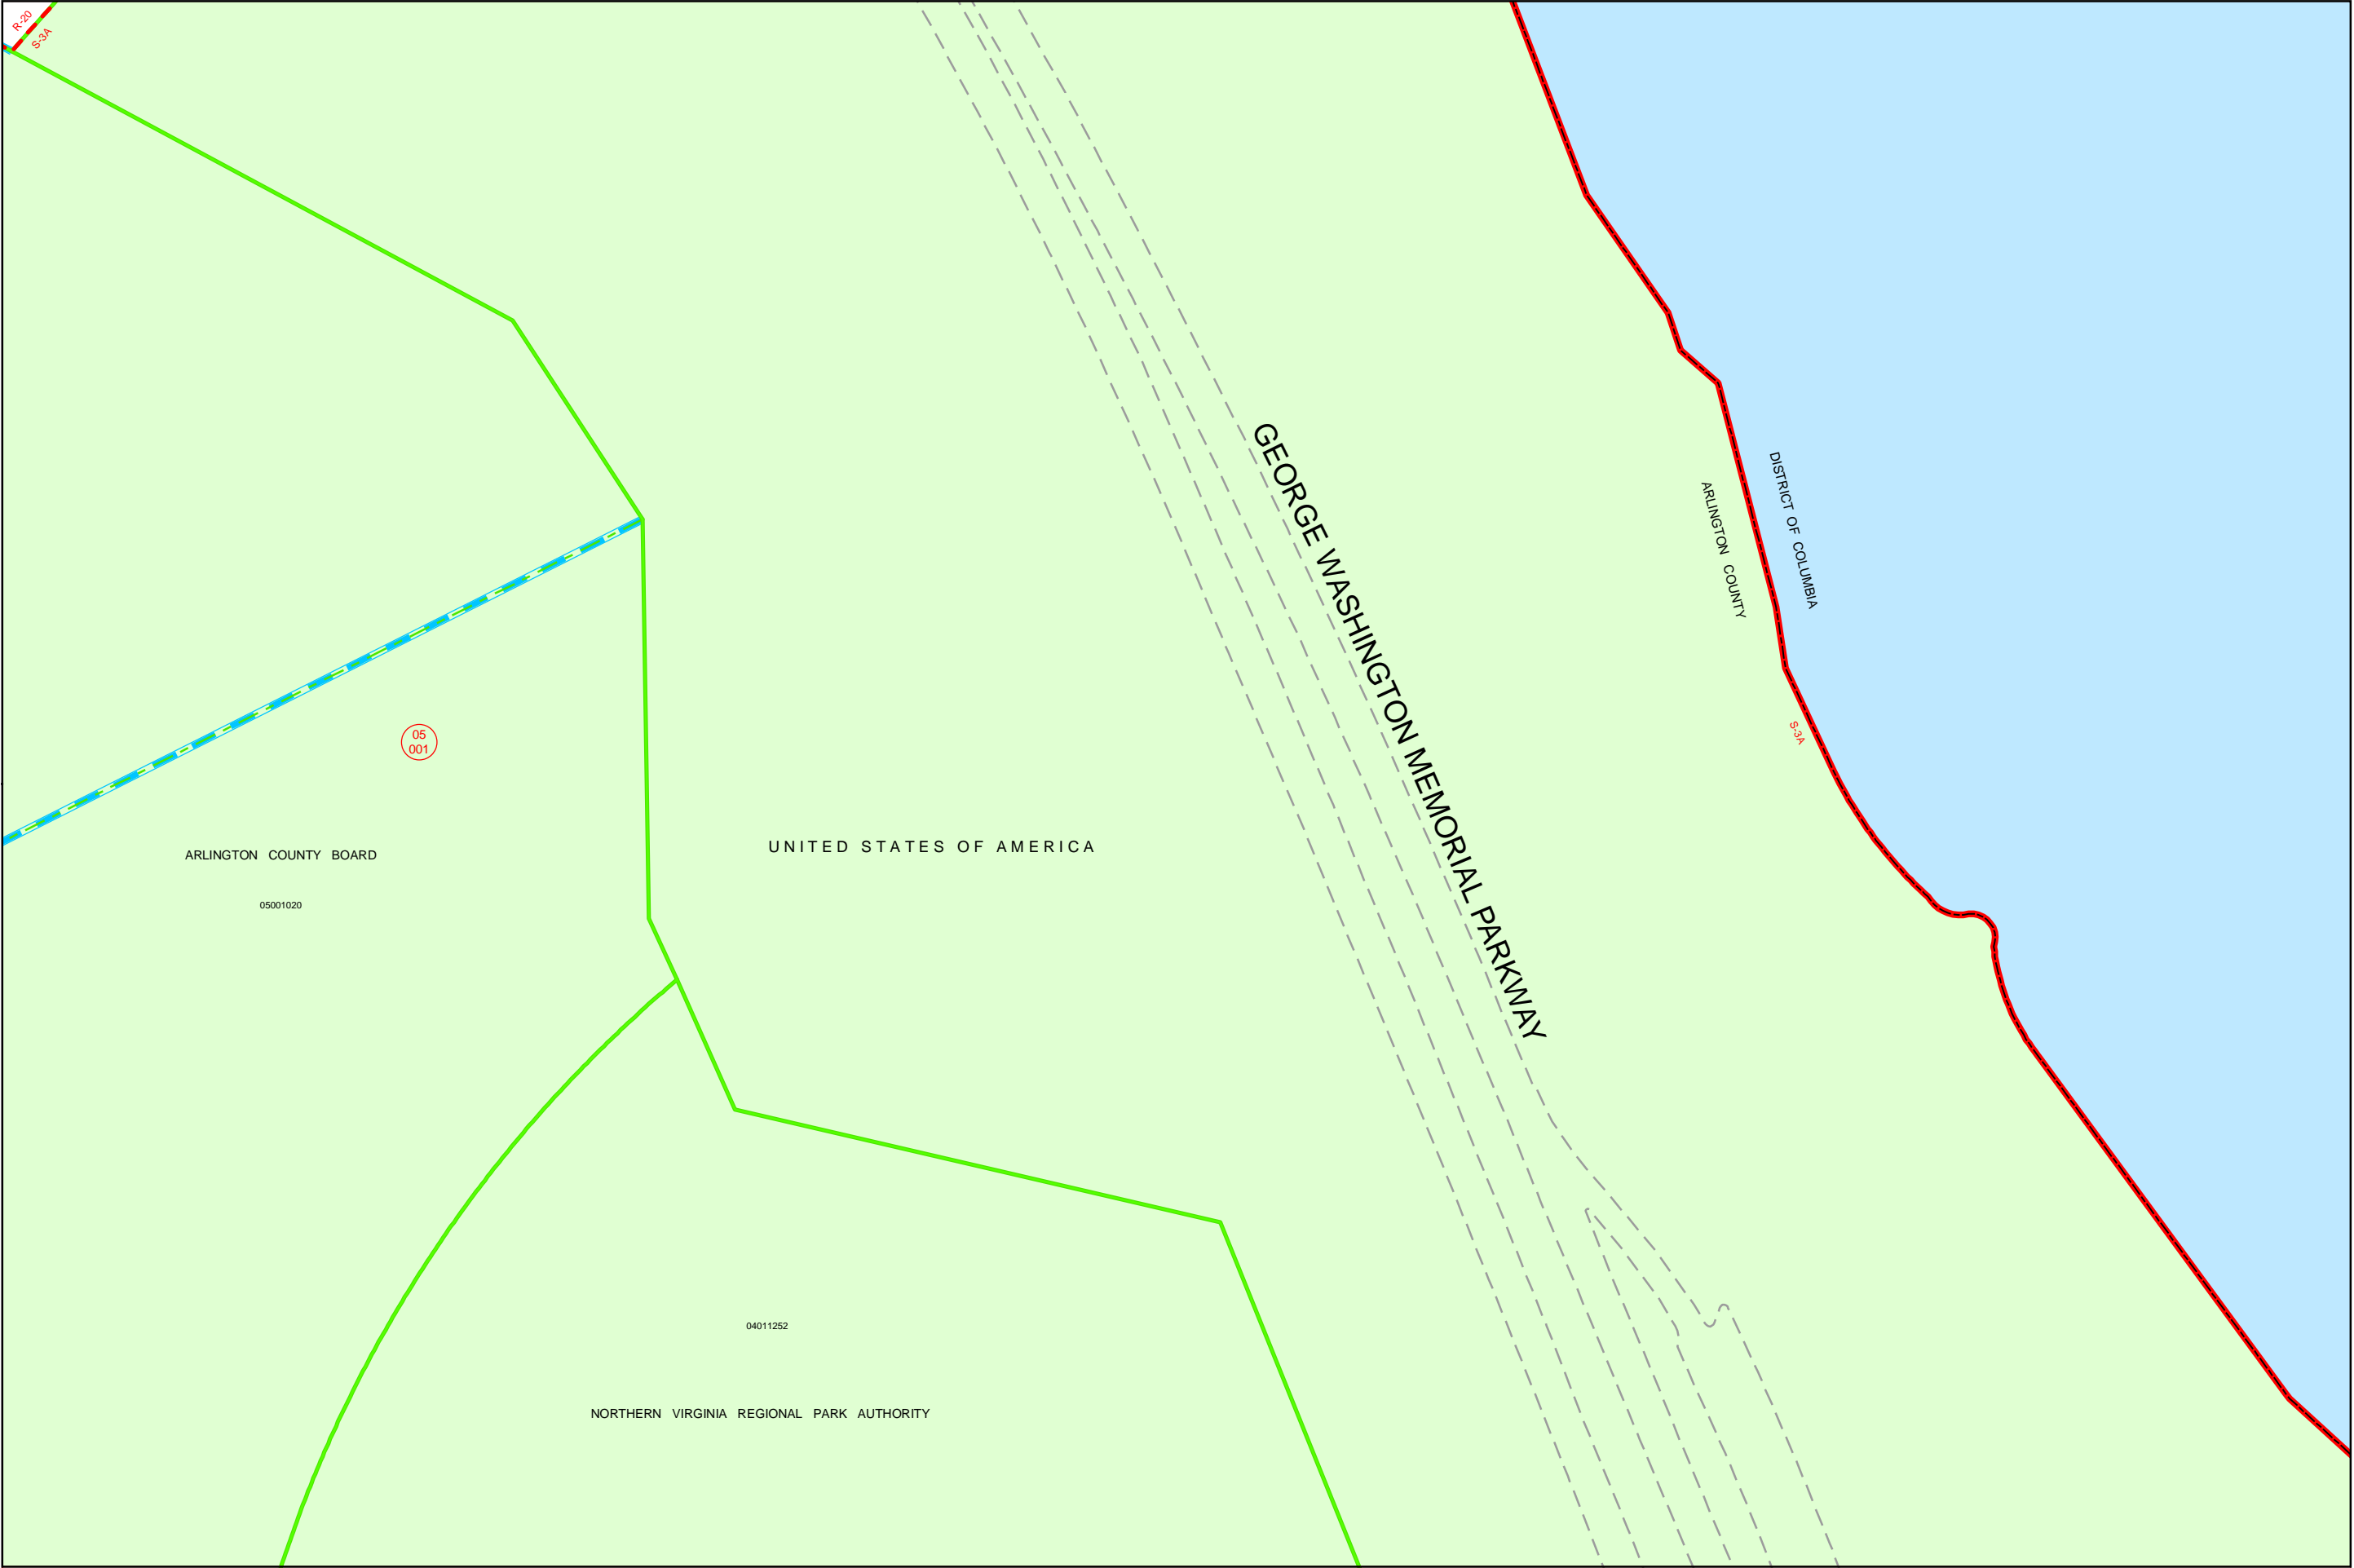 R-20
S-3A
GEORGE WASHINGTON MEMORIAL PARKWAY
DISTRICT OF COLUMBIA
ARLINGTON COUNTY
S-3A
05
001
UNITED STATES OF AMERICA
ARLINGTON COUNTY BOARD
05001020
04011252
NORTHERN VIRGINIA REGIONAL PARK AUTHORITY